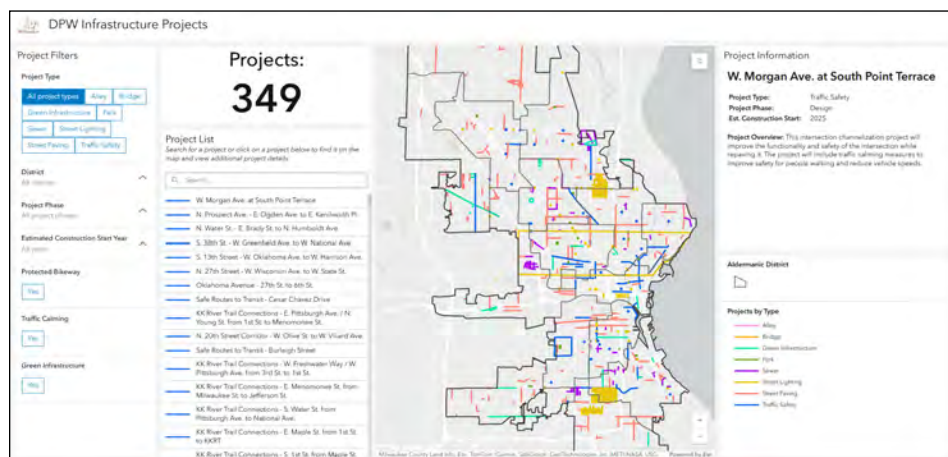 DPW Infrastructure Projects
Project Filters
Project Type
All project types
Alley
Bridge
Green Infrastructure
Park
Sewer
Street Lighting
Street Paving
Traffic Safety
District
Project Phase
All project phases
Estimated Construction Start Year
Protected Bikeway
Yes
Traffic Calming
Yes
Green Infrastructure
Yes
Projects:
349
Project List
Search for a project or click on a project below to find it on the
map and view additional project details
Search...
W. Morgan Ave. at South Point Terrace
N. Prospect Ave. - E. Ogden Ave. to E. Kenilworth Pl.
N. Water St. - E. Brady St. to N. Humboldt Ave.
S. 38th St. - W. Greenfield Ave. to W. National Ave.
S. 13th Street - W. Oklahoma Ave. to W. Harrison Ave.
N. 27th Street - W. Wisconsin Ave. to W. State St.
Oklahoma Avenue - 27th St. to 6th St.
Safe Routes to Transit - Cesar Chavez Drive
KK River Trail Connections - E. Pittsburgh Ave. / N.
Young St. from 1st St. to Menomonee St.
N. 20th Street Corridor - W. Olive St. to W. Villard Ave.
Safe Routes to Transit - Burleigh Street
KK River Trail Connections - W. Freshwater Way / W.
Pittsburgh Ave. from 3rd St. to 1st St.
KK River Trail Connections - E. Menomonee St. from
Milwaukee St. to Jefferson St.
KK River Trail Connections - S. Water St. from
Pittsburgh Ave. to National Ave.
KK River Trail Connections - E. Maple St. from 1st St.
to KKRT
KK River Trail Connections - S. 1st St. from Maple St.
Powered by Esri
Project Information
W. Morgan Ave. at South Point Terrace
Project Type: Traffic Safety
Project Phase: Design
Est. Construction Start: 2025
Project Overview: This intersection channelization project will
improve the functionality and safety of the intersection while
repaving it. The project will include traffic calming measures to
improve safety for people walking and reduce vehicle speeds.
Aldermanic District
Projects by Type
Alley
Bridge
Green Infrastructure
Park
Sewer
Street Lighting
Street Paving
Traffic Safety